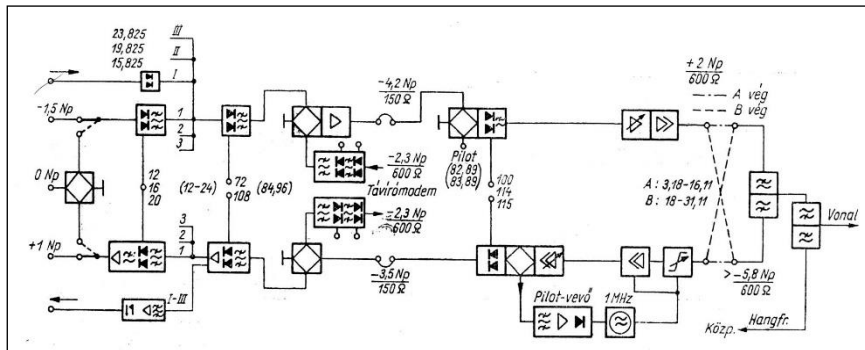 23,825
19,825
15,825
III
II
I
-1,5 Np
0 Np
+1 Np
1
2
3
12
16
20
(12-24)
72
108
(84,96)
3
2
1
I-III
-4,2 Np
150 Ω
-2,3 Np
600 Ω
Távirómodem
-2,3 Np
600 Ω
-3,5 Np
150 Ω
Pilot
(82,89)
83,89)
100
114
115
Pilot-vevő
1 MHz
+2 Np
600 Ω
A vég
B vég
A: 3,18-16,11
B: 18-31,11
>-5,8 Np
600 Ω
Vonal
Közp.
Hangfr.